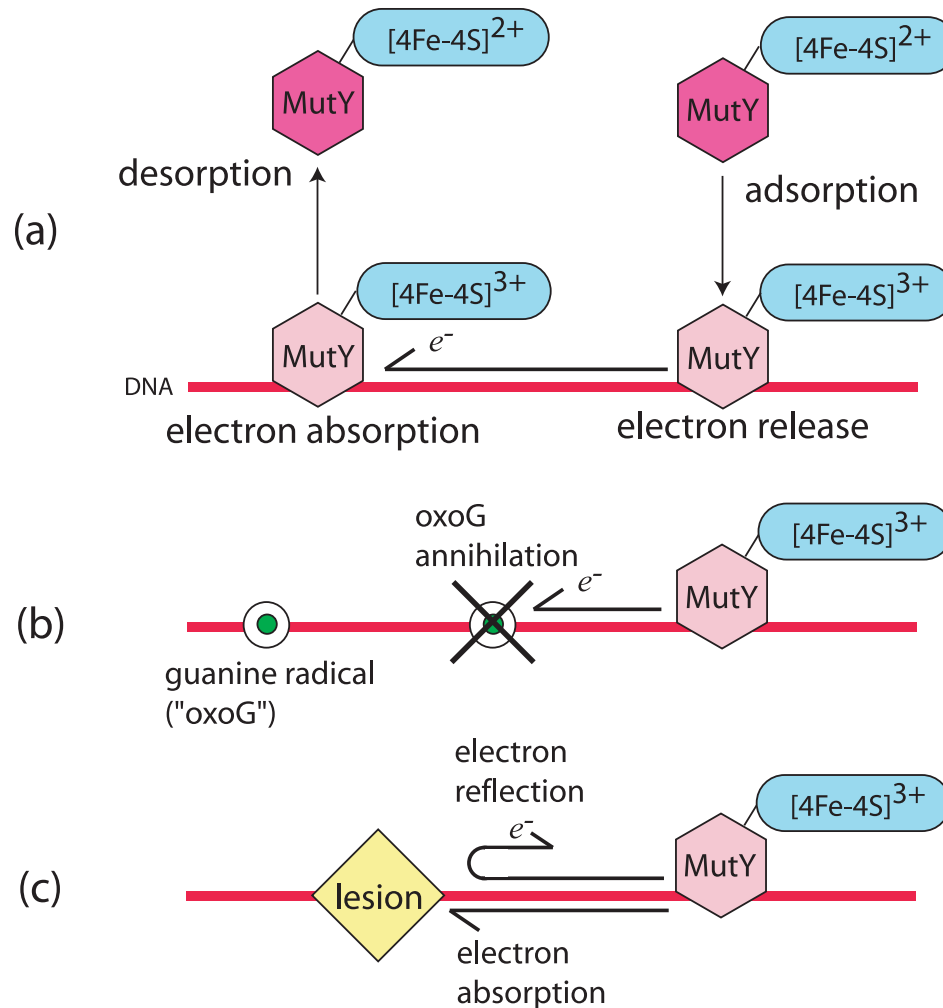 [4Fe-4S]2+
[4Fe-4S]2+
MutY
MutY
desorption
adsorption
(a)
[4Fe-4S]3+
[4Fe-4S]3+
MutY
e-
MutY
DNA
electron absorption
electron release
oxoG
annihilation
[4Fe-4S]3+
e-
MutY
(b)
guanine radical
("oxoG")
electron
reflection
[4Fe-4S]3+
e-
MutY
(c)
lesion
electron
absorption